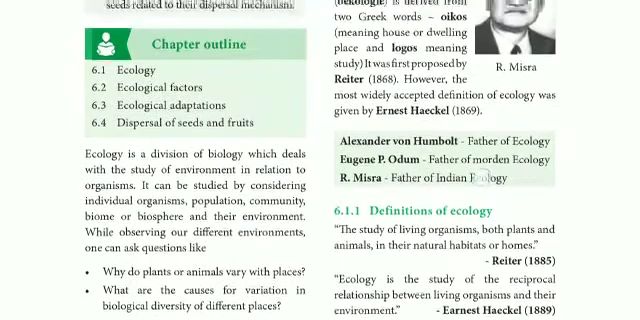 seeds related to their dispersal mechanism.
Chapter outline
6.1 Ecology
6.2 Ecological factors
6.3 Ecological adaptations
6.4 Dispersal of seeds and fruits
Ecology is a division of biology which deals
with the study of environment in relation to
organisms. It can be studied by considering
individual organisms, population, community,
biome or biosphere and their environment.
While observing our different environments,
one can ask questions like
• Why do plants or animals vary with places?
• What are the causes for variation in
biological diversity of different places?
(oekologie) is derived from
two Greek words – oikos
(meaning house or dwelling
place and logos meaning
study) It was first proposed by
Reiter (1868). However, the
most widely accepted definition of ecology was
given by Ernest Haeckel (1869).
R. Misra
Alexander von Humbolt - Father of Ecology
Eugene P. Odum - Father of morden Ecology
R. Misra - Father of Indian Ecology
6.1.1 Definitions of ecology
“The study of living organisms, both plants and
animals, in their natural habitats or homes.”
- Reiter (1885)
“Ecology is the study of the reciprocal
relationship between living organisms and their
environment.” - Earnest Haeckel (1889)